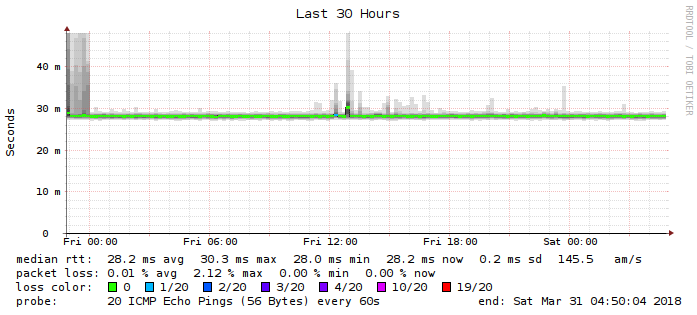 Last 30 Hours
RRDTOOL / TOBI OETIKER
Seconds
40 m
30 m
20 m
10 m
0
Fri 00:00 Fri 06:00 Fri 12:00 Fri 18:00 Sat 00:00
median rtt: 28.2 ms avg 30.3 ms max 28.0 ms min 28.2 ms now 0.2 ms sd 145.5 am/s
packet loss: 0.01 % avg 2.12 % max 0.00 % min 0.00 % now
loss color: 0 1/20 2/20 3/20 4/20 10/20 19/20
probe: 20 ICMP Echo Pings (56 Bytes) every 60s end: Sat Mar 31 04:50:04 2018